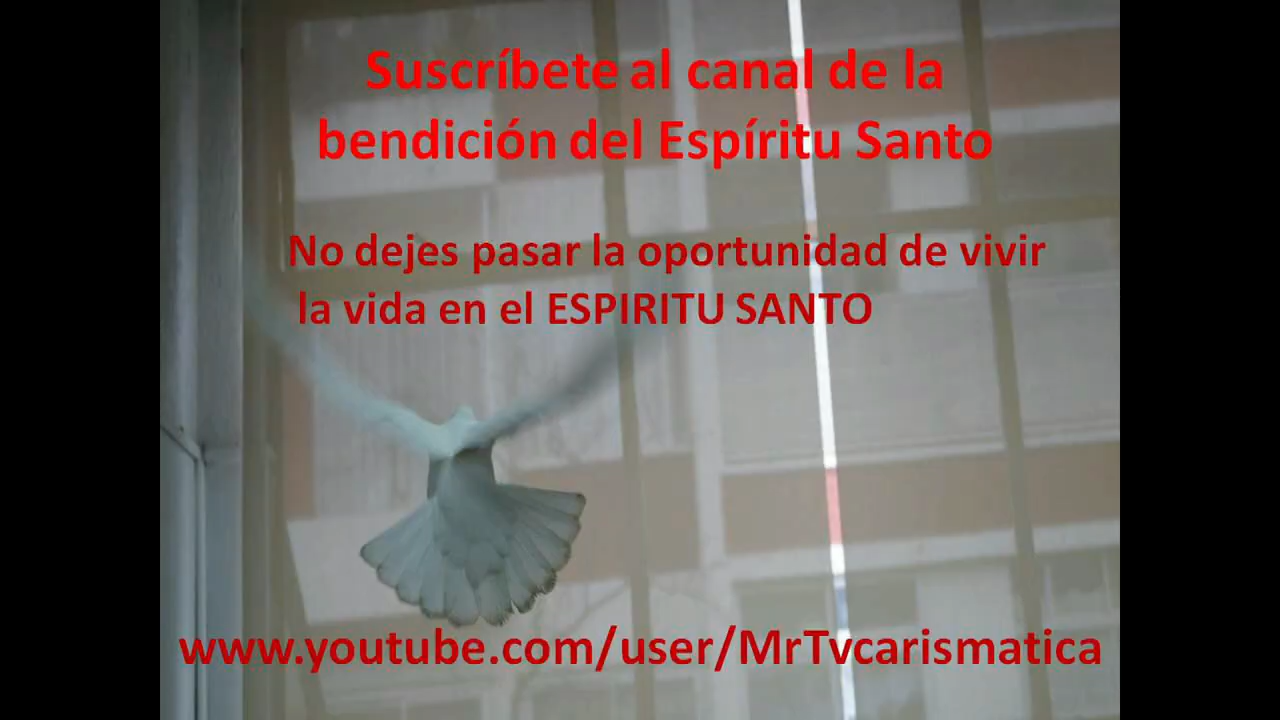 Suscríbete al canal de la
bendición del Espíritu Santo
No dejes pasar la oportunidad de vivir
la vida en el ESPIRITU SANTO
www.youtube.com/user/MrTvcarismatica